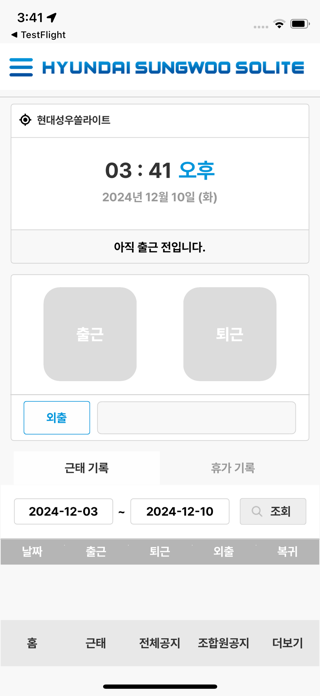 3:41
◀ TestFlight
HYUNDAI SUNGWOO SOLITE
현대성우쏠라이트
03 : 41 오후
2024년 12월 10일 (화)
아직 출근 전입니다.
출근 퇴근
외출
근태 기록 휴가 기록
2024-12-03 ~ 2024-12-10 조회
날짜 출근 퇴근 외출 복귀
홈 근태 전체공지 조합원공지 더보기